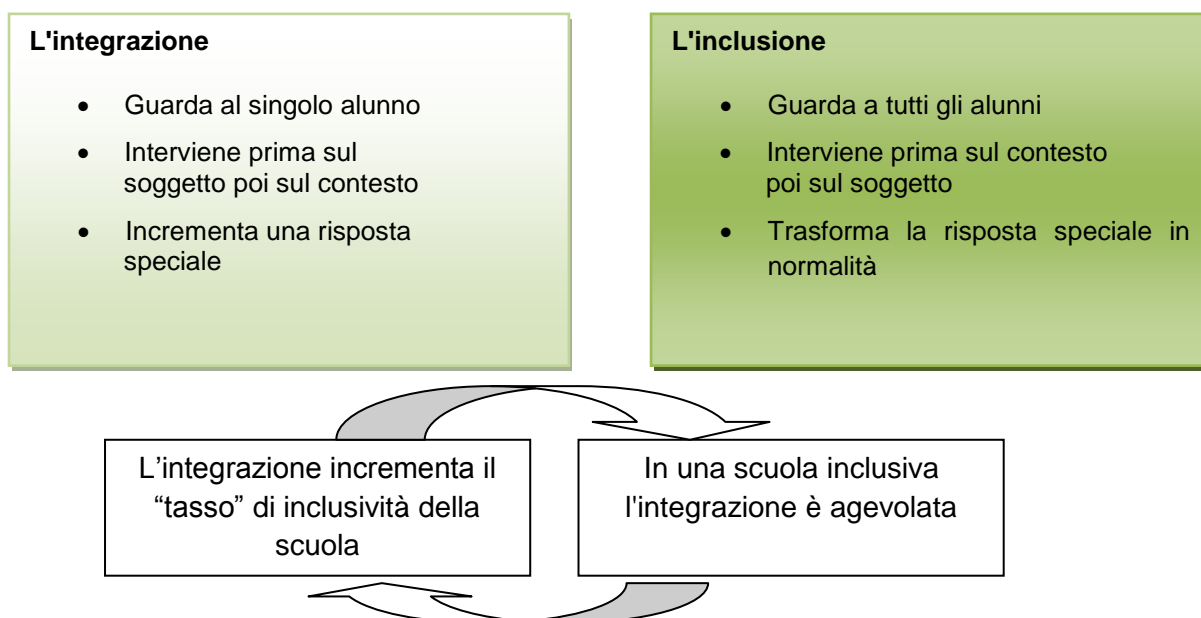 L'integrazione
• Guarda al singolo alunno
• Interviene prima sul
soggetto poi sul contesto
• Incrementa una risposta
speciale
L'inclusione
• Guarda a tutti gli alunni
• Interviene prima sul contesto
poi sul soggetto
• Trasforma la risposta speciale in
normalità
L’integrazione incrementa il
“tasso” di inclusività della
scuola
In una scuola inclusiva
l'integrazione è agevolata